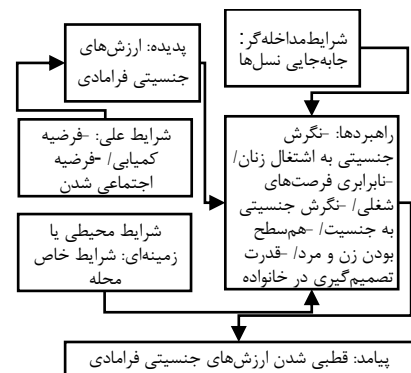 شرایط‌مداخله‌گر:
جابه‌جایی نسل‌ها
پدیده: ارزش‌های
جنسیتی فرامادی
شرایط علی: -فرضیه
کمیابی/ -فرضیه
اجتماعی شدن
راهبردها: -نگرش
جنسیتی به اشتغال زنان/
-نابرابری فرصت‌های
شغلی/ -نگرش جنسیتی
به جنسیت/ -هم‌سطح
بودن زن و مرد/ -قدرت
تصمیم‌گیری در خانواده
شرایط محیطی یا
زمینه‌ای: شرایط خاص
محله
پیامد: قطبی شدن ارزش‌های جنسیتی فرامادی